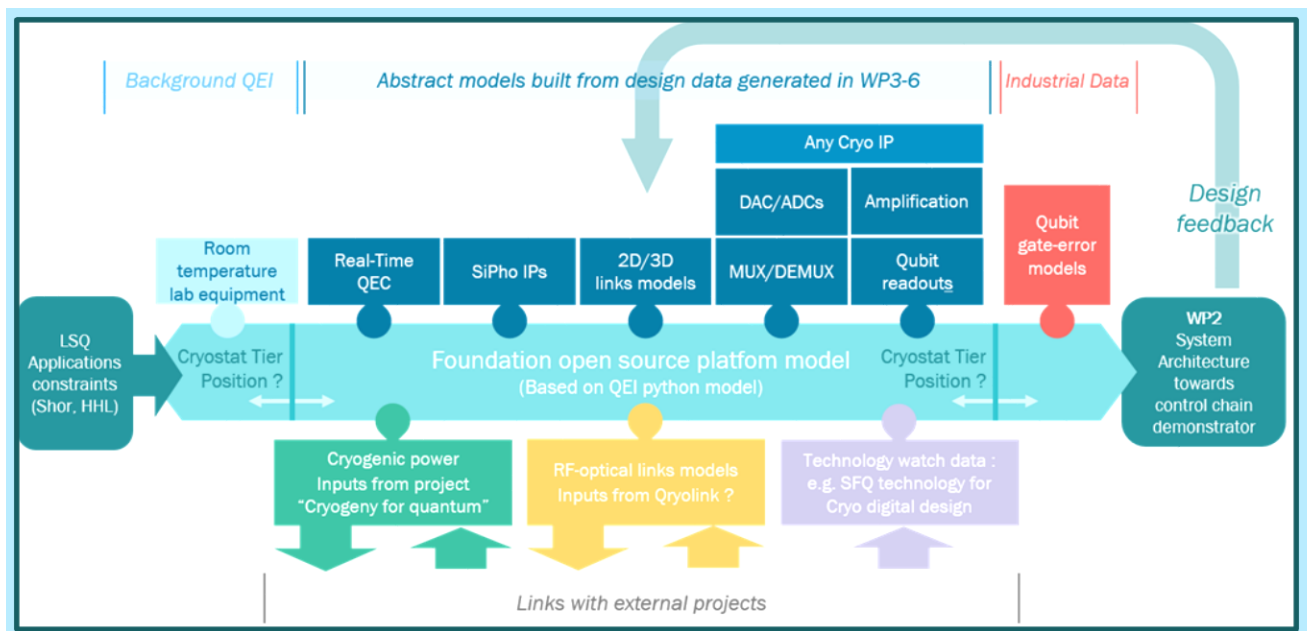 Background QEI
Abstract models built from design data generated in WP3-6
Industrial Data
Any Cryo IP
DAC/ADCs
Amplification
Design
feedback
Room
temperature
lab equipment
Real-Time
QEC
SiPho IPs
2D/3D
links models
MUX/DEMUX
Qubit
readouts
Qubit
gate-error
models
LSQ
Applications
constraints
(Shor, HHL)
Cryostat Tier
Position ?
Foundation open source platfom model
(Based on QEI python model)
Cryostat Tier
Position ?
WP2
System
Architecture
towards
control chain
demonstrator
Cryogenic power
Inputs from project
“Cryogeny for quantum”
RF-optical links models
Inputs from Qryolink ?
Technology watch data :
e.g. SFQ technology for
Cryo digital design
Links with external projects